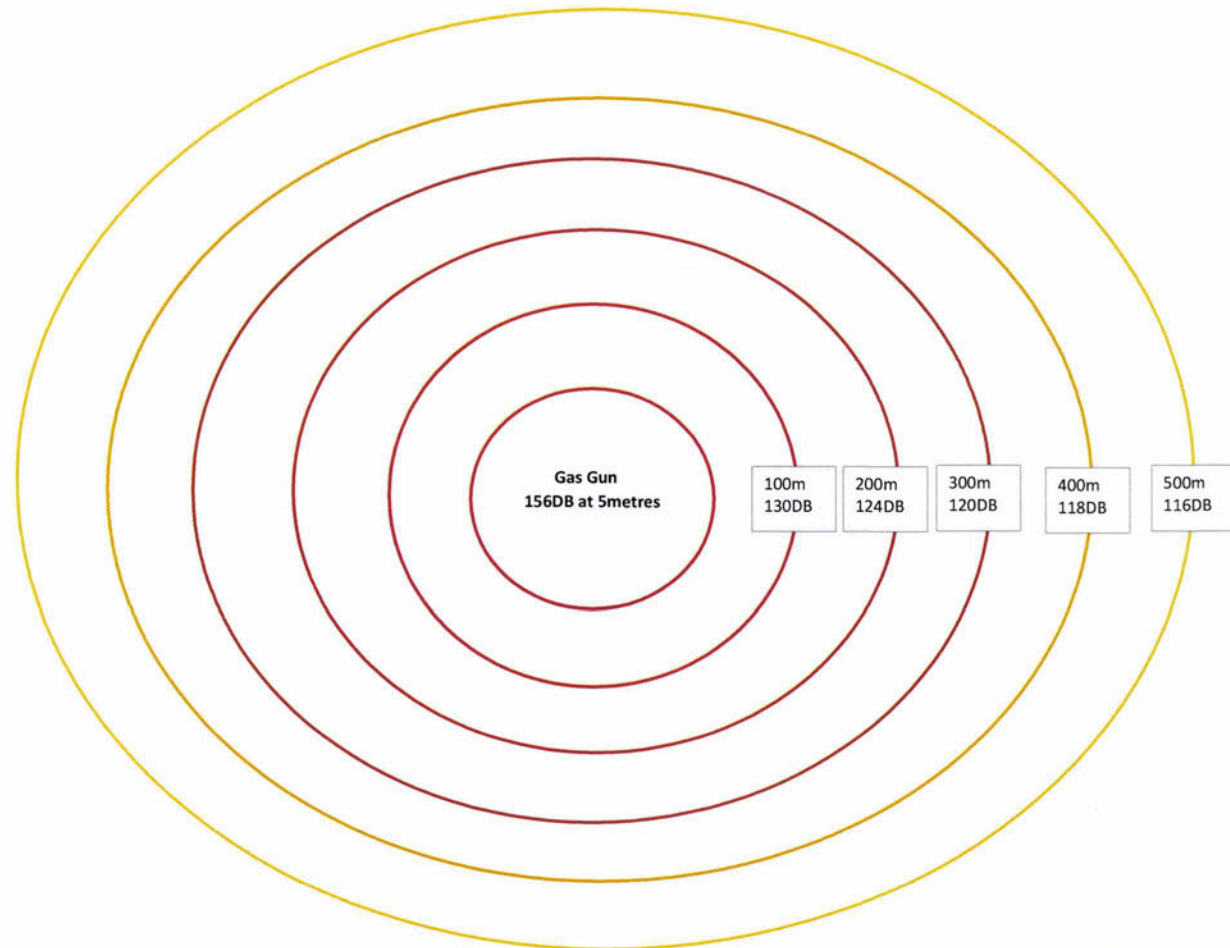 Gas Gun
156DB at 5metres
100m
130DB
200m
124DB
300m
120DB
400m
118DB
500m
116DB